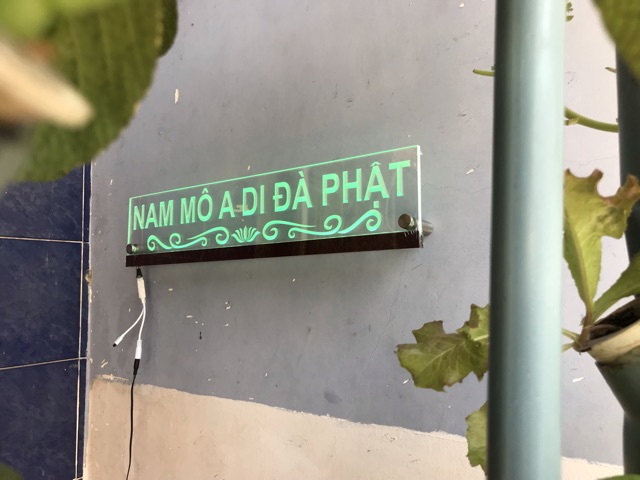 NAM MÔ A DI ĐÀ PHẬT